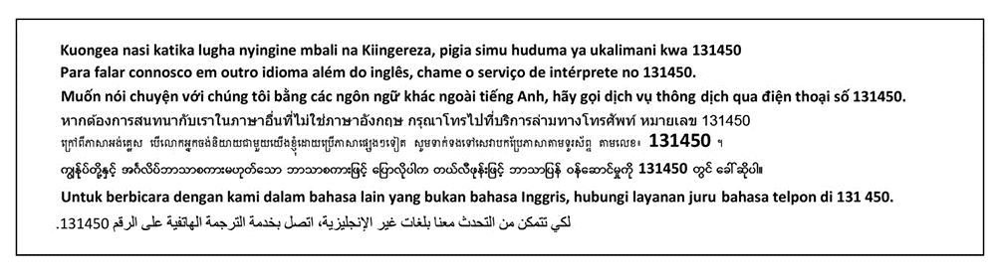 Kuongea nasi katika lugha nyingine mbali na Kiingereza, pigia simu huduma ya ukalimani kwa 131450
Para falar connosco em outro idioma além do inglês, chame o serviço de intérprete no 131450.
Muốn nói chuyện với chúng tôi bằng các ngôn ngữ khác ngoài tiếng Anh, hãy gọi dịch vụ thông dịch qua điện thoại số 131450.
หากต้องการสนทนากับเราในภาษาอื่นที่ไม่ใช่ภาษาอังกฤษ กรุณาโทรไปที่บริการล่ามทางโทรศัพท์ หมายเลข 131450
ក្រៅពីភាសាអង់គ្លេស បើលោកអ្នកចង់និយាយជាមួយយើងខ្ញុំដោយប្រើភាសាផ្សេងៗទៀត សូមទាក់ទងទៅសេវាបកប្រែភាសាតាមទូរស័ព្ទ តាមលេខ៖ 131450 ។
ကျွန်ုပ်တို့နှင့် အင်္ဂလိပ်ဘာသာစကားမဟုတ်သော ဘာသာစကားဖြင့် ပြောလိုပါက တယ်လီဖုန်းဖြင့် ဘာသာပြန် ဝန်ဆောင်မှုကို 131450 တွင် ခေါ်ဆိုပါ။
Untuk berbicara dengan kami dalam bahasa lain yang bukan bahasa Inggris, hubungi layanan juru bahasa telpon di 131 450.
لكي تتمكن من التحدث معنا بلغات غير الإنجليزية، اتصل بخدمة الترجمة الهاتفية على الرقم 131450.